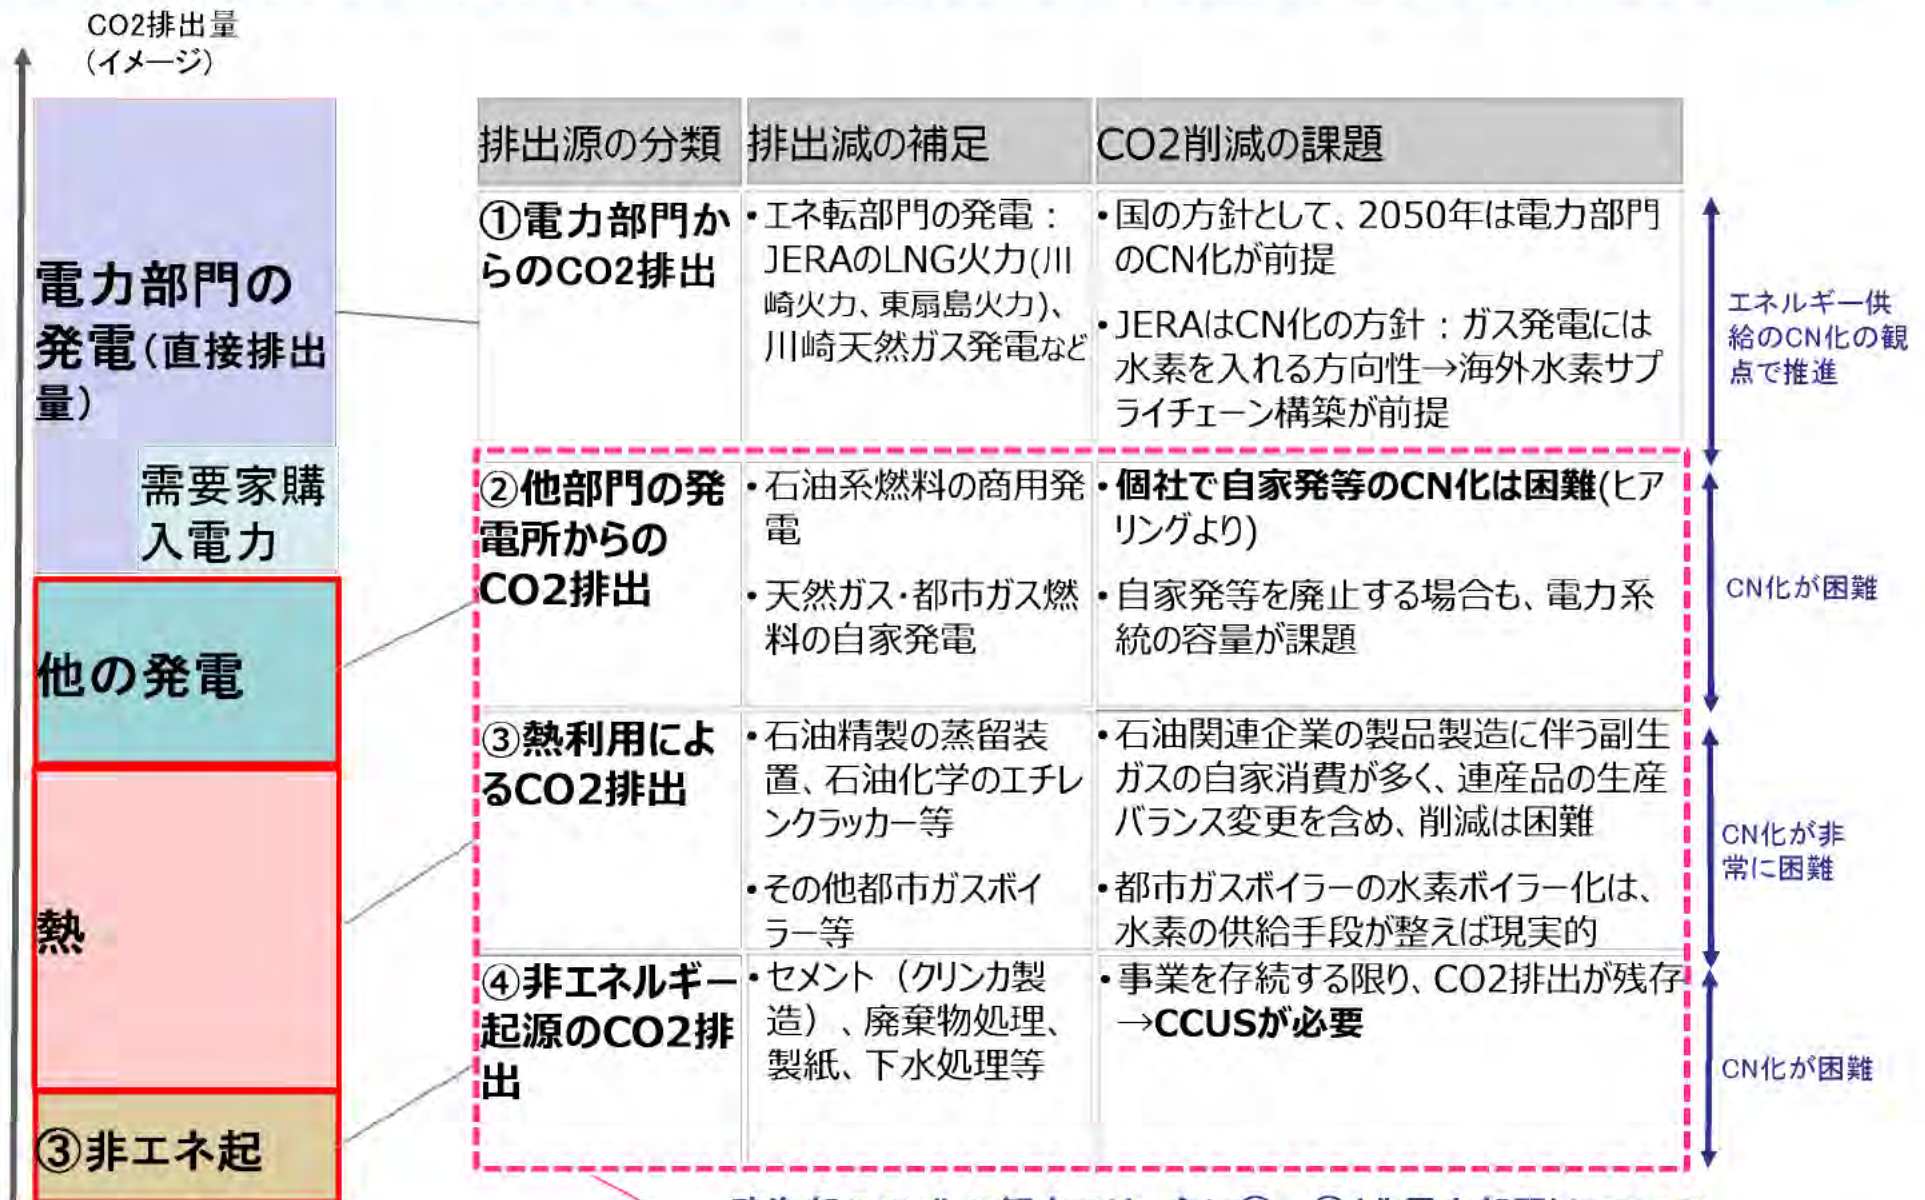 CO2排出量
(イメージ)
電力部門の
発電(直接排出
量)
需要家購
入電力
他の発電
熱
③非エネ起
排出源の分類
排出減の補足
CO2削減の課題
①電力部門か
らのCO2排出
・エネ転部門の発電：
JERAのLNG火力(川
崎火力、東扇島火力)、
川崎天然ガス発電など
・国の方針として、2050年は電力部門
のCN化が前提
・JERAはCN化の方針：ガス発電には
水素を入れる方向性→海外水素サプ
ライチェーン構築が前提
エネルギー供
給のCN化の観
点で推進
②他部門の発
電所からの
CO2排出
・石油系燃料の商用発
電
・天然ガス・都市ガス燃
料の自家発電
・個社で自家発等のCN化は困難(ヒア
リングより)
・自家発等を廃止する場合も、電力系
統の容量が課題
CN化が困難
③熱利用によ
るCO2排出
・石油精製の蒸留装
置、石油化学のエチレ
ンクラッカー等
・その他都市ガスボイ
ラー等
・石油関連企業の製品製造に伴う副生
ガスの自家消費が多く、連産品の生産
バランス変更を含め、削減は困難
・都市ガスボイラーの水素ボイラー化は、
水素の供給手段が整えば現実的
CN化が非
常に困難
④非エネルギー
起源のCO2排
出
・セメント（クリンカ製
造）、廃棄物処理、
製紙、下水処理等
・事業を存続する限り、CO2排出が残存
→CCUSが必要
CN化が困難